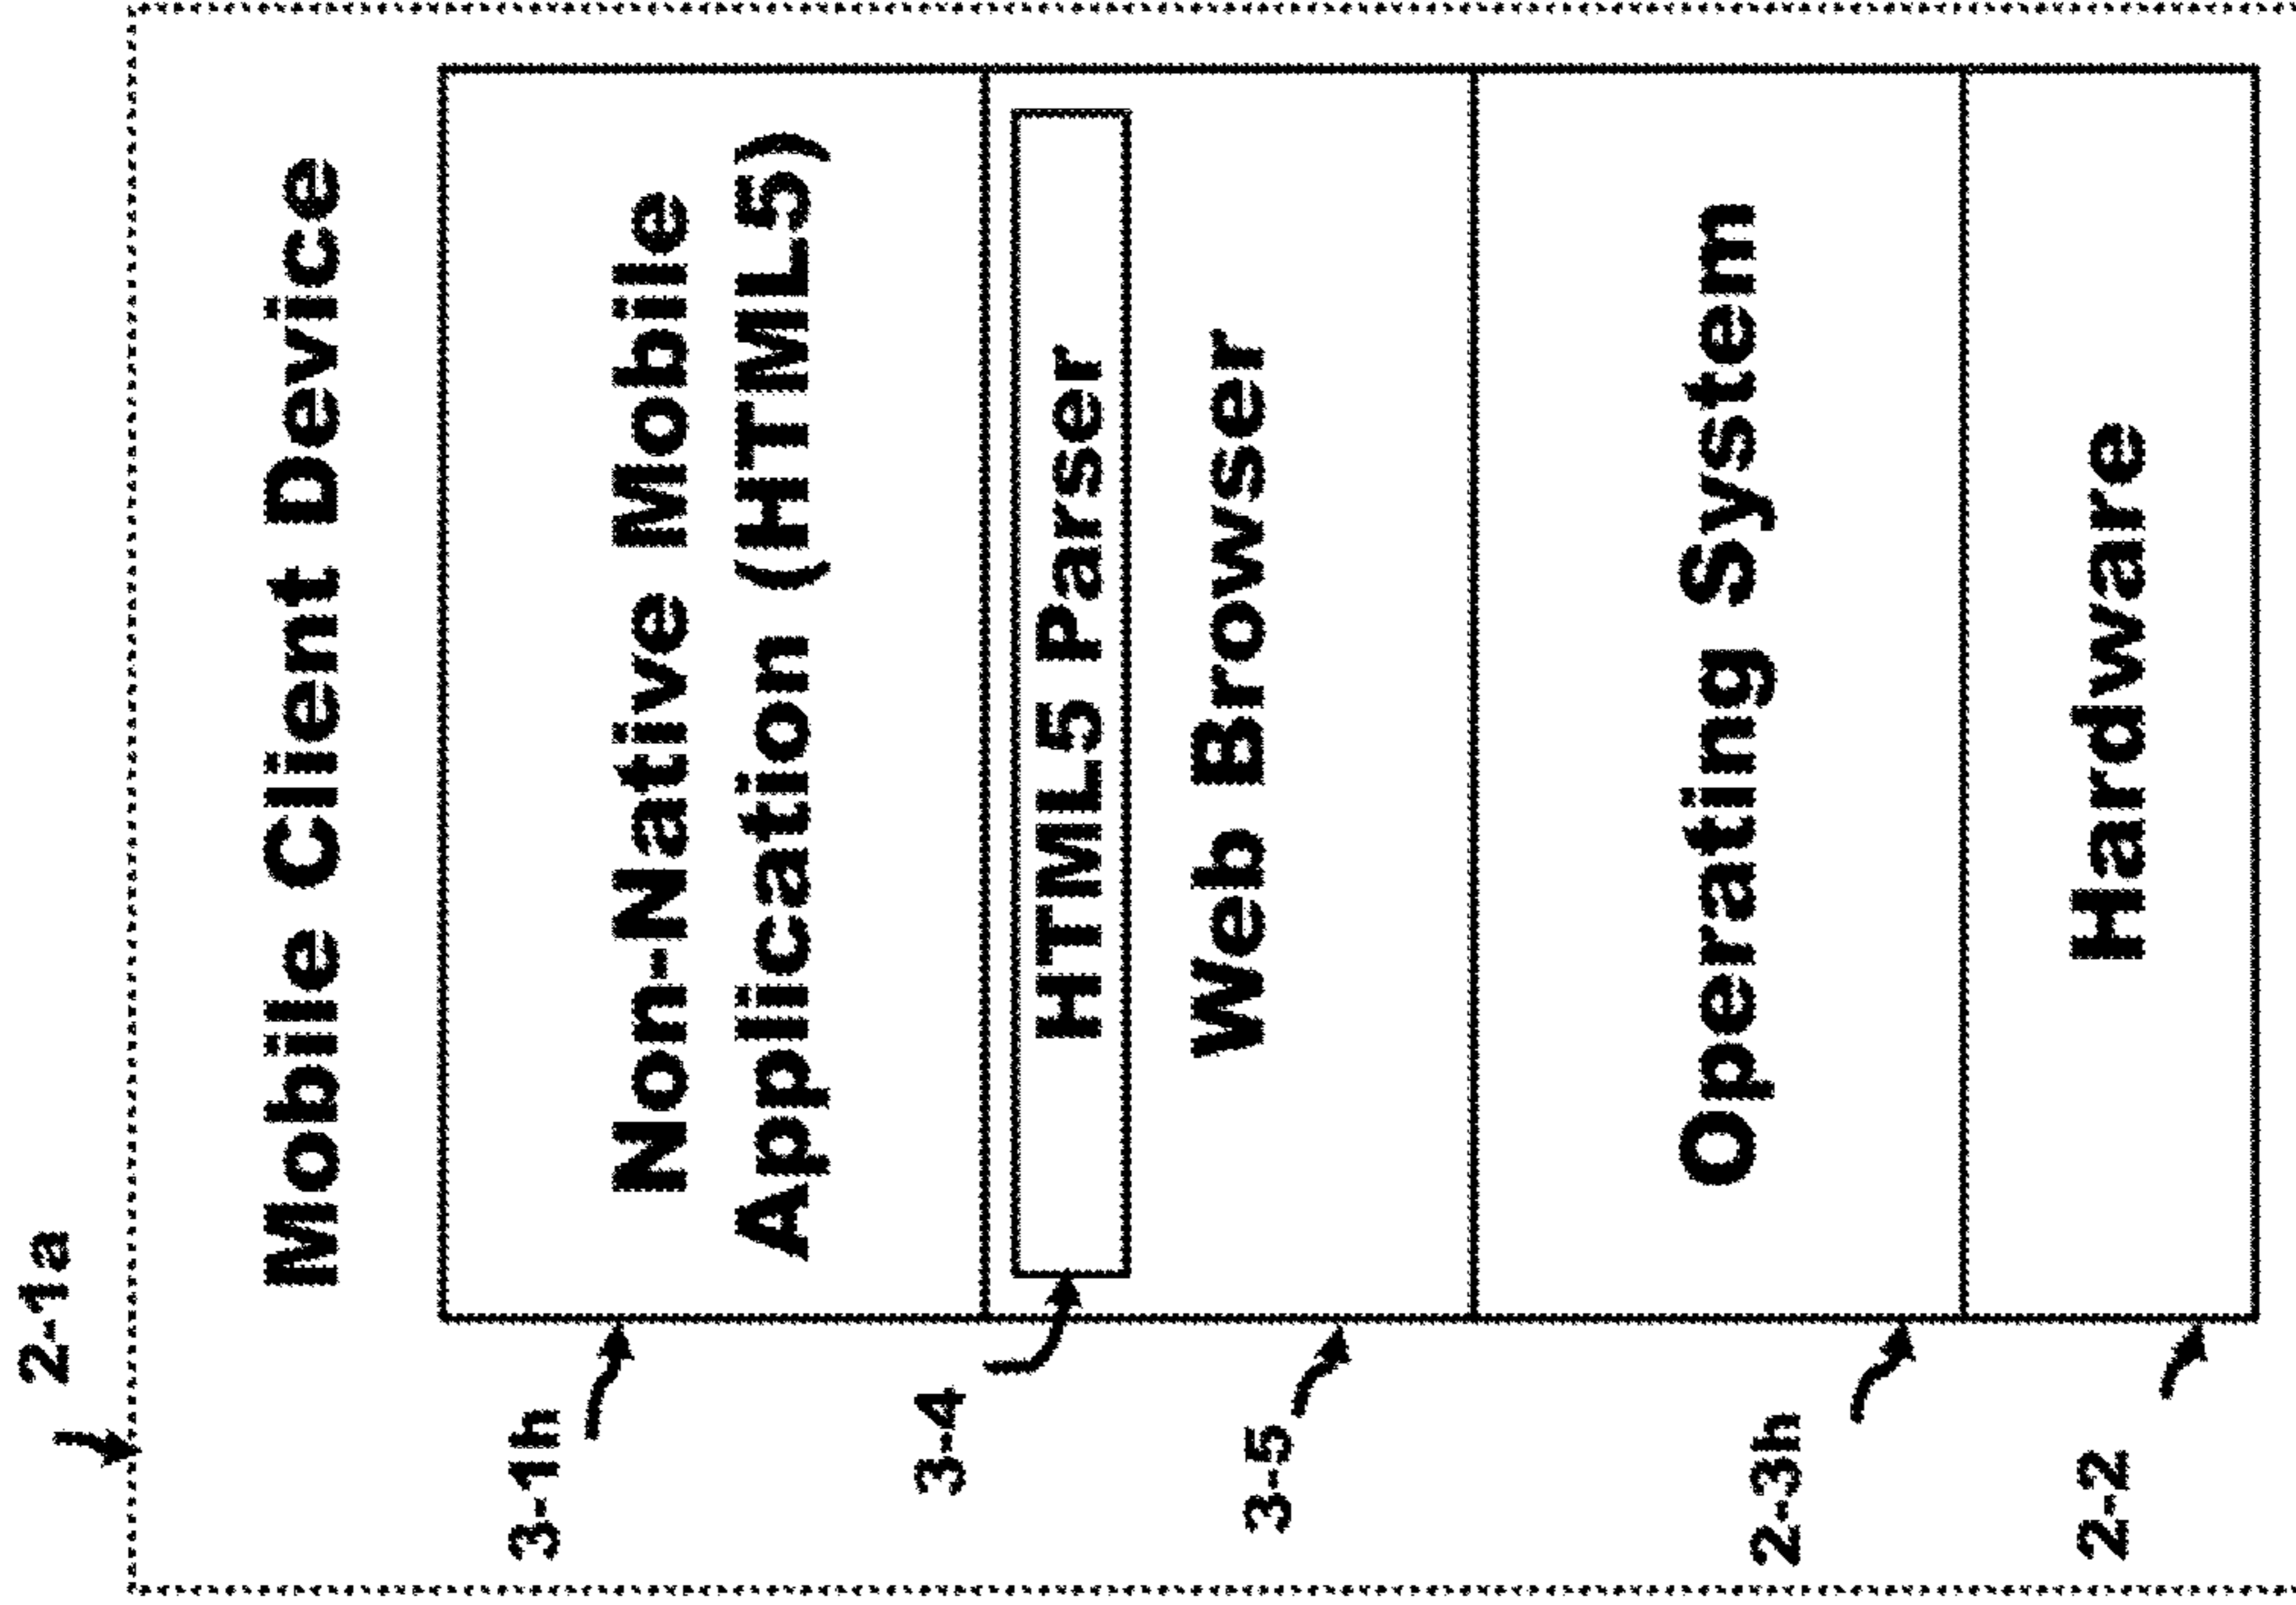 2-1a
Mobile Client Device
3-1h
Non-Native Mobile
Application (HTML5)
3-4
HTML5 Parser
3-5
Web Browser
2-3h
Operating System
2-2
Hardware